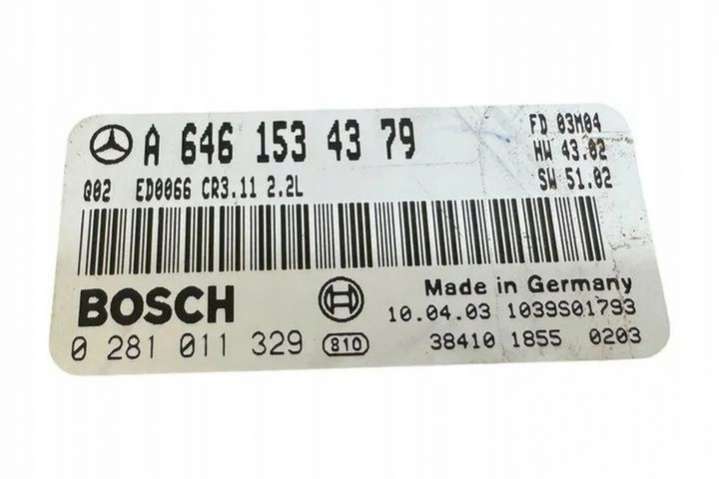 A 646 153 43 79
FD 03M04
HW 43.02
SW 51.02
Q02 ED0066 CR3.11 2.2L
BOSCH
Made in Germany
10.04.03 1039S01793
0 281 011 329 810
38410 1855 0203